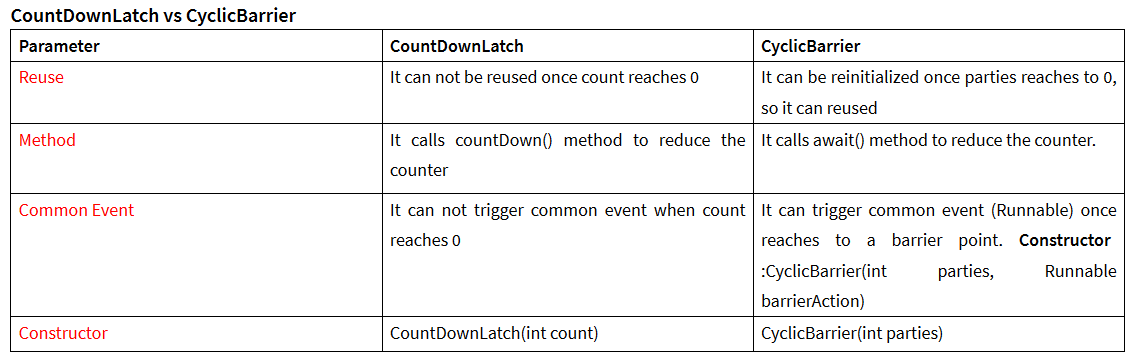 CountDownLatch vs CyclicBarrier
Parameter CountDownLatch CyclicBarrier
Reuse It can not be reused once count reaches 0 It can be reinitialized once parties reaches to 0,
so it can reused
Method It calls countDown() method to reduce the It calls await() method to reduce the counter.
counter
Common Event It can not trigger common event when count It can trigger common event (Runnable) once
reaches 0 reaches to a barrier point. Constructor
:CyclicBarrier(int parties, Runnable
barrierAction)
Constructor CountDownLatch(int count) CyclicBarrier(int parties)